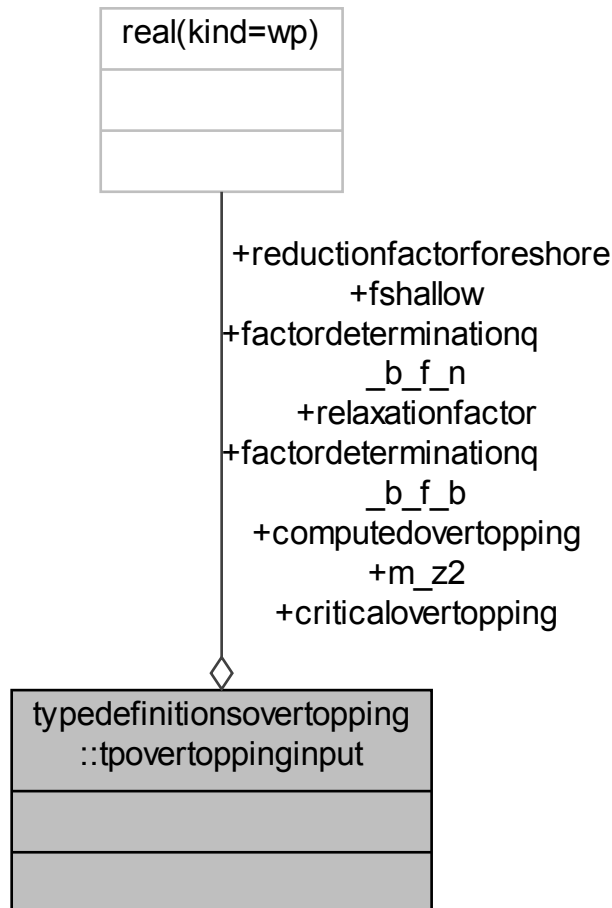 real(kind=wp)
+reductionfactorforeshore
+fshallow
+factordeterminationq
_b_f_n
+relaxationfactor
+factordeterminationq
_b_f_b
+computedovertopping
+m_z2
+criticalovertopping
typedefinitionsovertopping
::tpovertoppinginput